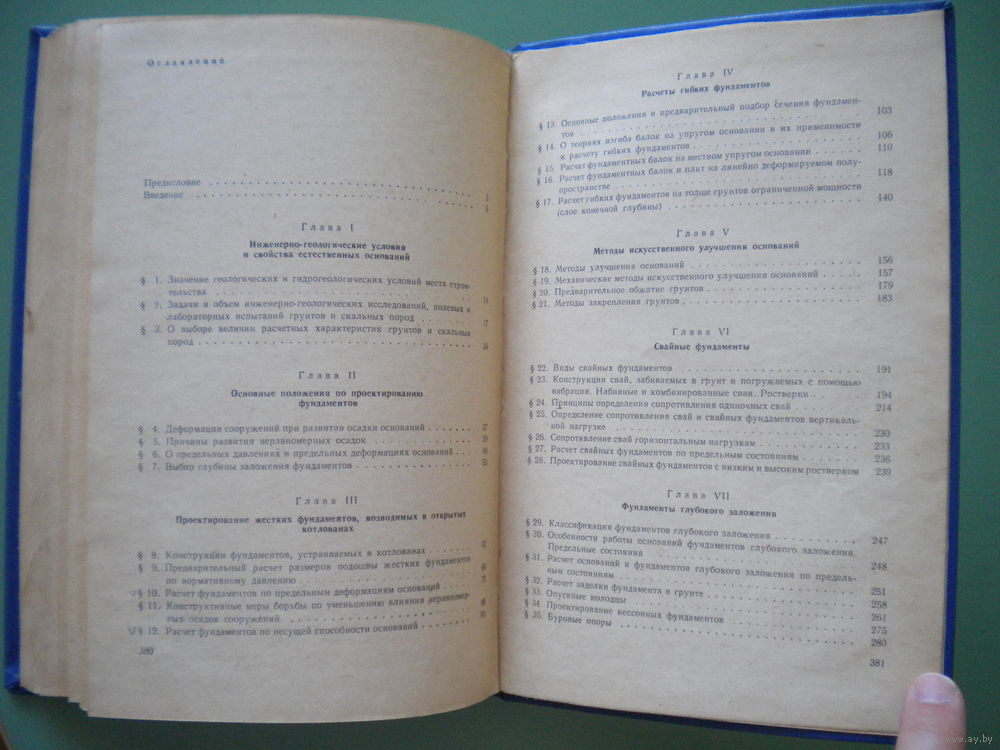 Оглавление
Предисловие . . . 3
Введение . . . 5
Глава I
Инженерно-геологические условия
и свойства естественных оснований
§ 1. Значение геологических и гидрогеологических условий места строи-
тельства . . . 14
§ 2. Задачи и объем инженерно-геологических исследований, полевых и
лабораторных испытаний грунтов и скальных пород . . . 17
§ 3. О выборе величин расчетных характеристик грунтов и скальных
пород . . .
Глава II
Основные положения по проектированию
фундаментов
§ 4. Деформация сооружений при развитии осадки оснований . . . 37
§ 5. Причины развития неравномерных осадок . . . 39
§ 6. О предельных давлениях и предельных деформациях оснований
§ 7. Выбор глубины заложения фундаментов . . .
Глава III
Проектирование жестких фундаментов, возводимых в открытых
котлованах
§ 8. Конструкции фундаментов, устраиваемых в котлованах . . . 62
§ 9. Предварительный расчет размеров подошвы жестких фундаментов
по нормативному давлению . . .
§ 10. Расчет фундаментов по предельным деформациям оснований . . .
§ 11. Конструктивные меры борьбы по уменьшению влияния неравномер-
ных осадок сооружений . . .
§ 12. Расчет фундаментов по несущей способности оснований . . .
380
Глава IV
Расчеты гибких фундаментов
§ 13. Основные положения и предварительный подбор сечения фундамен-
тов . . . 103
§ 14. О теориях изгиба балок на упругом основании и их применимости
к расчету гибких фундаментов . . . 106
§ 15. Расчет фундаментных балок на местном упругом основании . . . 110
§ 16. Расчет фундаментных балок и плит на линейно деформируемом полу-
пространстве . . . 118
§ 17. Расчет гибких фундаментов на толще грунтов ограниченной мощности
(слое конечной глубины) . . . 140
Глава V
Методы искусственного улучшения оснований
§ 18. Методы улучшения оснований . . . 156
§ 19. Механические методы искусственного улучшения оснований . . . 157
§ 20. Предварительное обжатие грунтов . . . 179
§ 21. Методы закрепления грунтов . . . 183
Глава VI
Свайные фундаменты
§ 22. Виды свайных фундаментов . . . 191
§ 23. Конструкции свай, забиваемых в грунт и погружаемых с помощью
вибрации. Набивные и комбинированные сваи. Ростверки . . . 194
§ 24. Принципы определения сопротивления одиночных свай . . . 214
§ 25. Определение сопротивления свай и свайных фундаментов вертикаль-
ной нагрузке . . . 230
§ 26. Сопротивление свай горизонтальным нагрузкам . . . 233
§ 27. Расчет свайных фундаментов по предельным состояниям . . . 236
§ 28. Проектирование свайных фундаментов с низким и высоким ростверком 239
Глава VII
Фундаменты глубокого заложения
§ 29. Классификация фундаментов глубокого заложения . . . 247
§ 30. Особенности работы оснований фундаментов глубокого заложения.
Предельные состояния . . . 248
§ 31. Расчет оснований и фундаментов глубокого заложения по предель-
ным состояниям . . . 251
§ 32. Расчет заделки фундамента в грунте . . . 258
§ 33. Опускные колодцы . . . 261
§ 34. Проектирование кессонных фундаментов . . . 275
§ 35. Буровые опоры . . . 280
381
www.ay.by